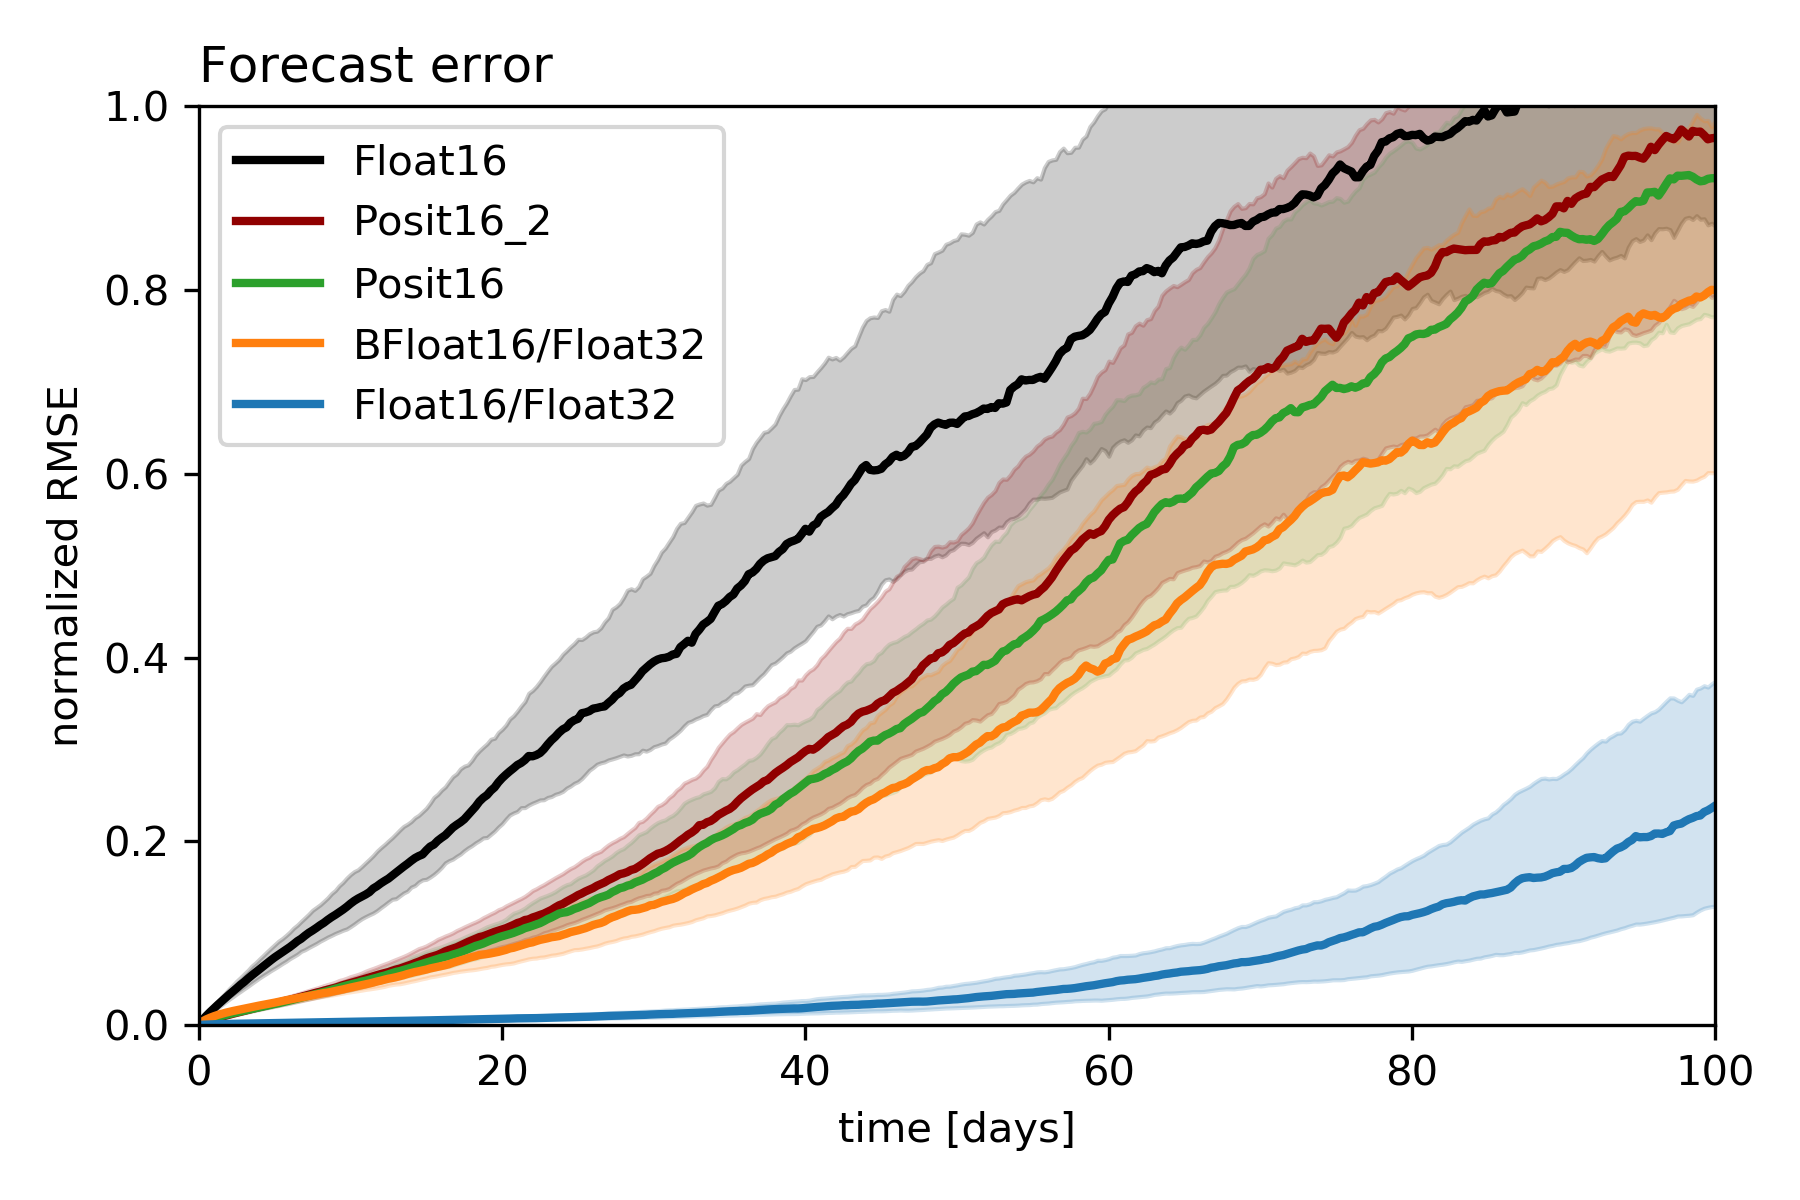 Forecast error
1.0
0.8
0.6
0.4
0.2
0.0
normalized RMSE
Float16
Posit16_2
Posit16
BFloat16/Float32
Float16/Float32
0 20 40 60 80 100
time [days]